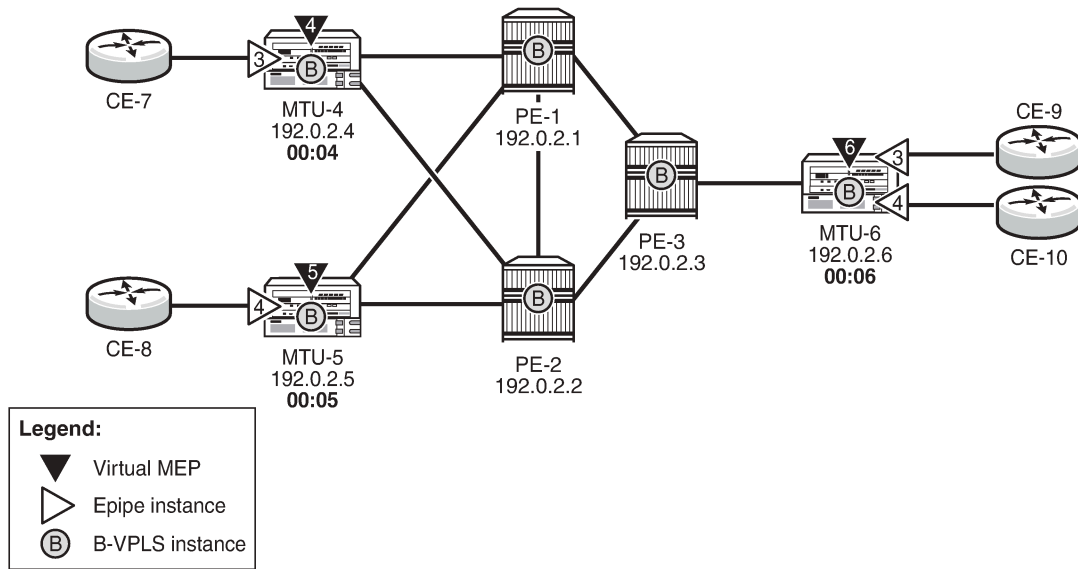 CE-7
3
4
B
MTU-4
192.0.2.4
00:04
B
PE-1
192.0.2.1
B
PE-3
192.0.2.3
6
B
3
4
MTU-6
192.0.2.6
00:06
CE-9
CE-10
CE-8
4
5
B
MTU-5
192.0.2.5
00:05
B
PE-2
192.0.2.2
Legend:
Virtual MEP
Epipe instance
B B-VPLS instance